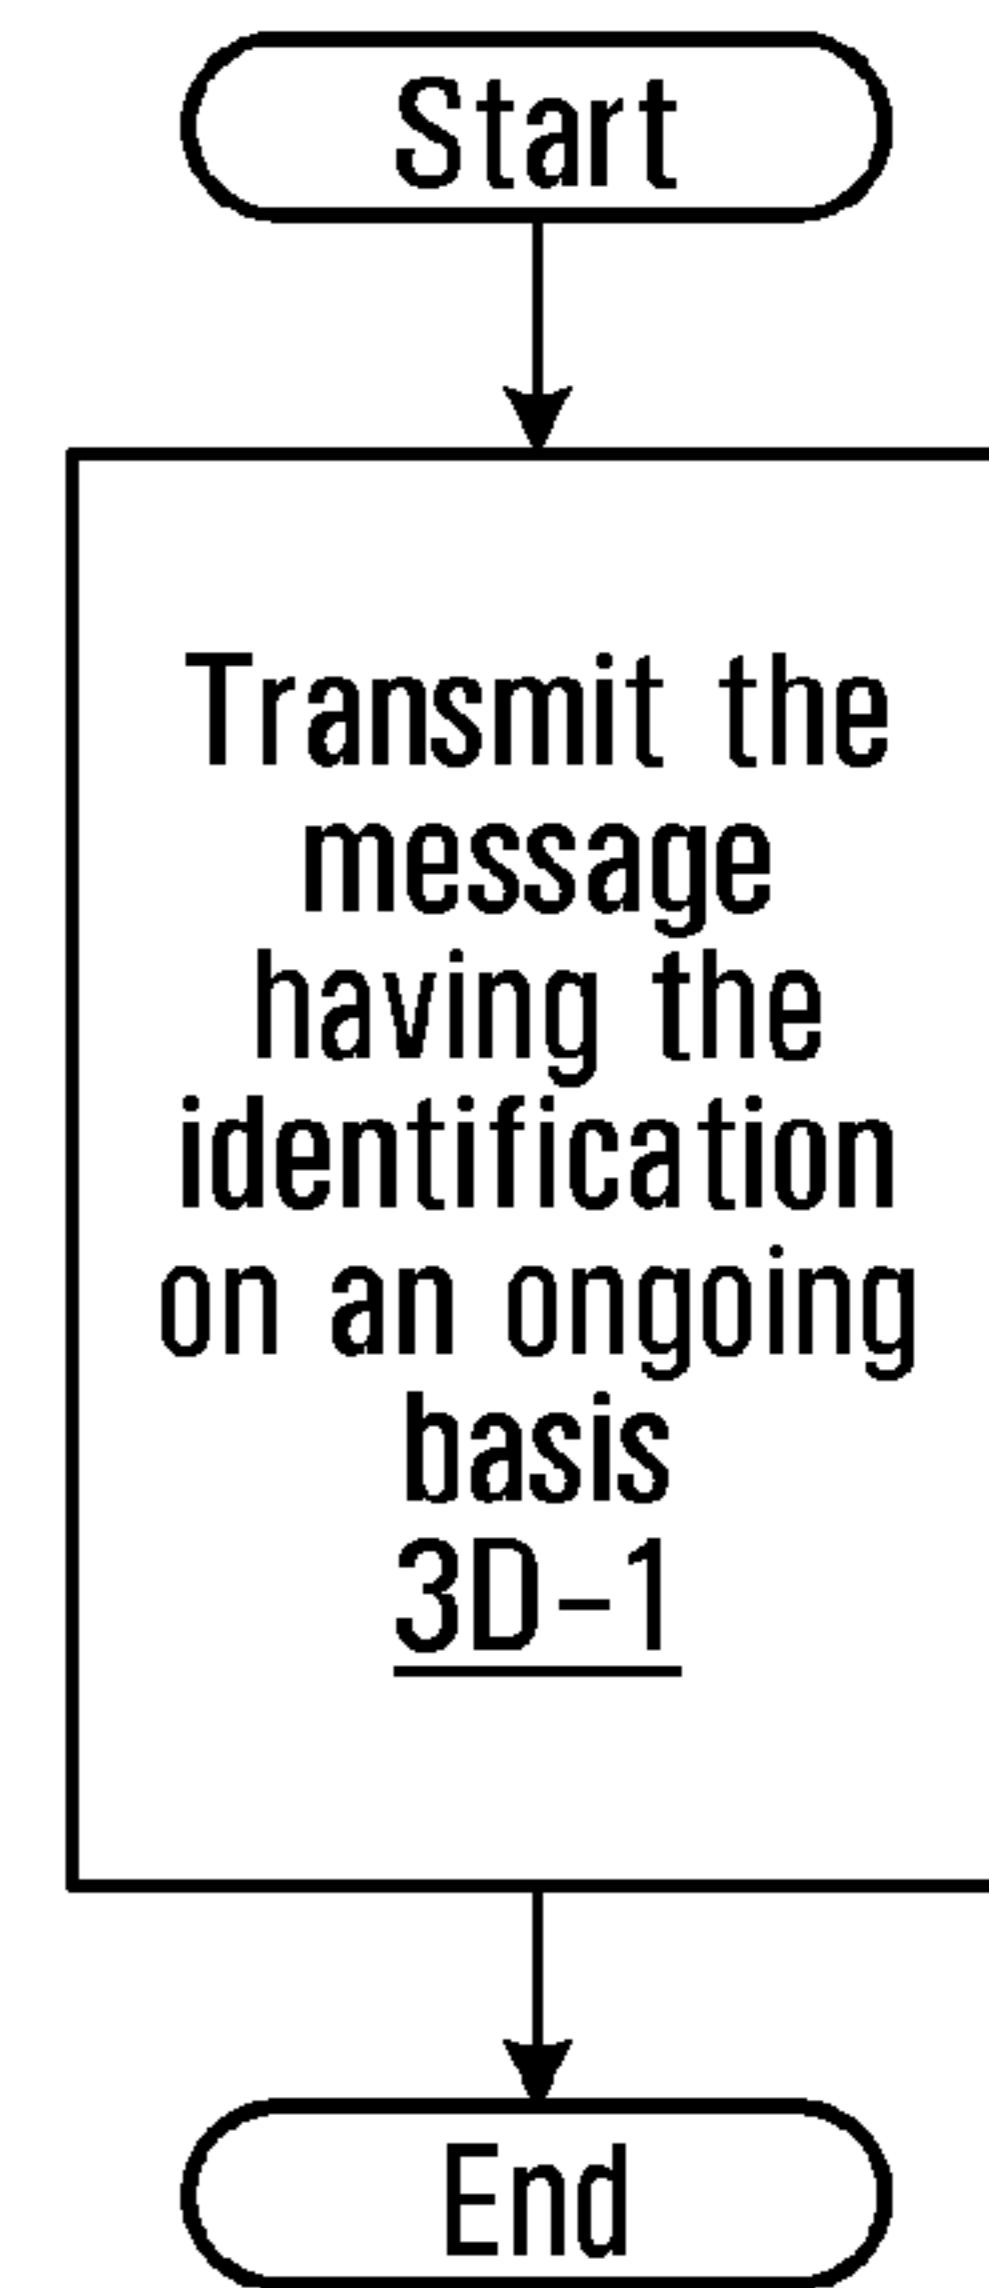 Start
Transmit the
message
having the
identification
on an ongoing
basis
3D-1
End